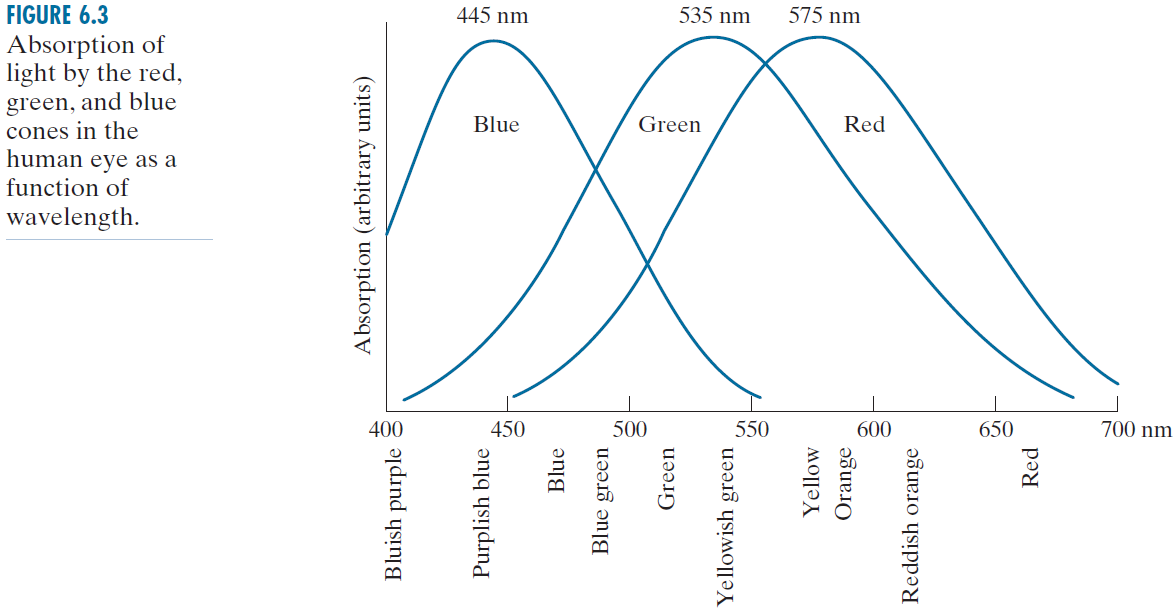 FIGURE 6.3
Absorption of
light by the red,
green, and blue
cones in the
human eye as a
function of
wavelength.
445 nm
535 nm
575 nm
Blue
Green
Red
Absorption (arbitrary units)
400
450
500
550
600
650
700 nm
Bluish purple
Purplish blue
Blue
Blue green
Green
Yellowish green
Yellow
Orange
Reddish orange
Red